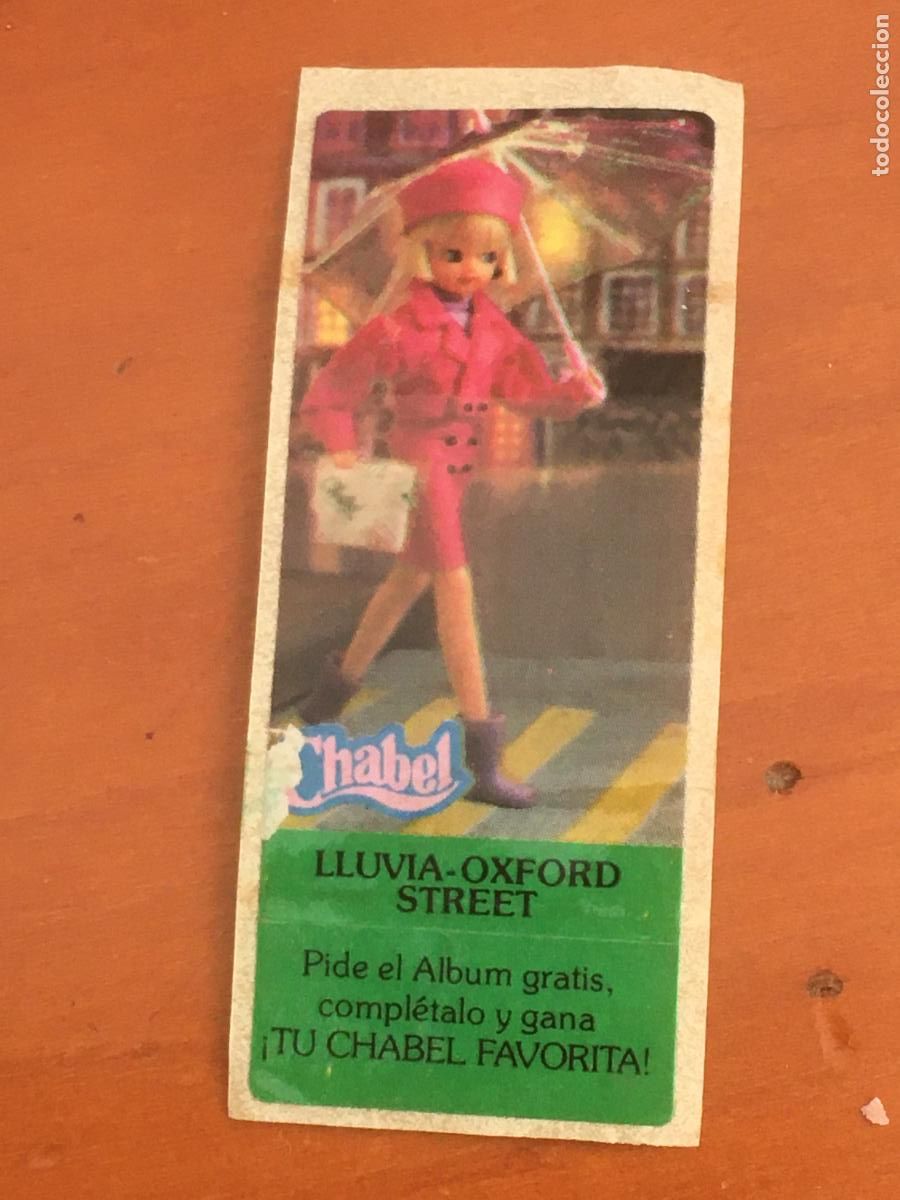 todocoleccion
Chabel
LLUVIA-OXFORD
STREET
Pide el Album gratis,
complétalo y gana
¡TU CHABEL FAVORITA!